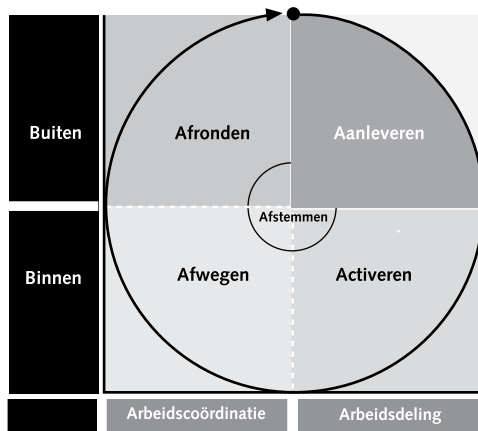 Buiten
Afronden
Aanleveren
Afstemmen
Binnen
Afwegen
Activeren
Arbeidscoördinatie
Arbeidsdeling